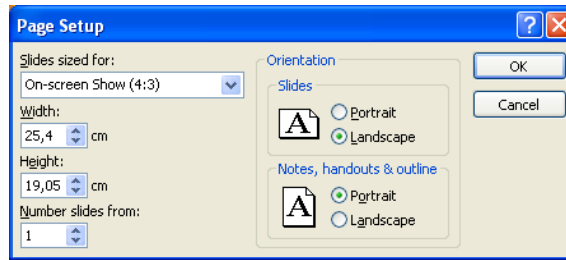 Page Setup
Slides sized for:
On-screen Show (4:3)
Width:
25,4 cm
Height:
19,05 cm
Number slides from:
1
Orientation
Slides
A
Portrait
Landscape
Notes, handouts & outline
A
Portrait
Landscape
OK
Cancel